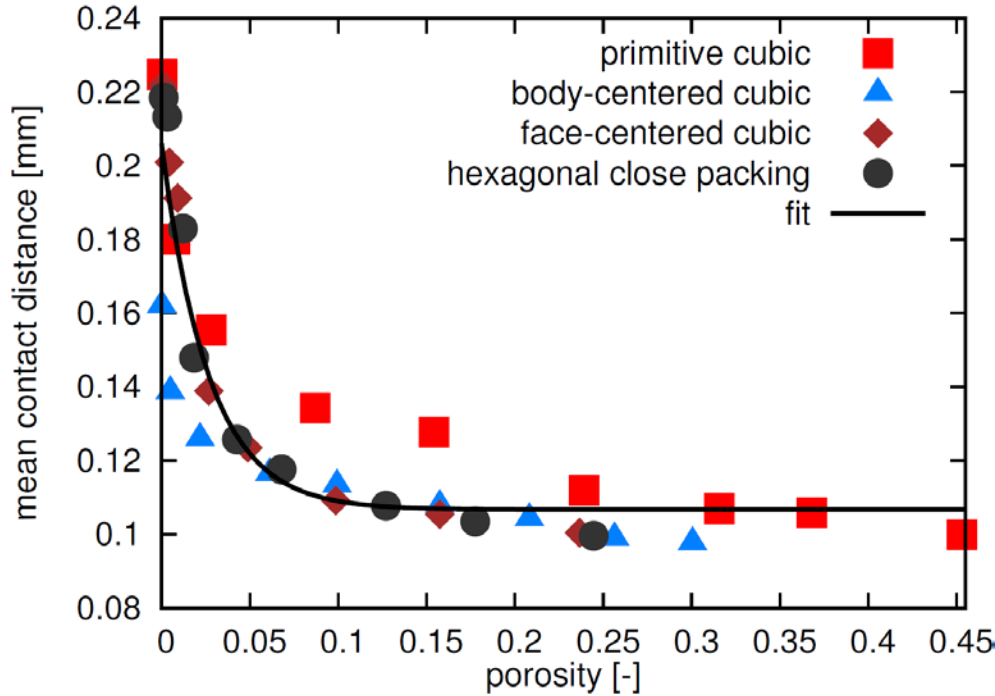 0.24
0.22
0.2
0.18
0.16
0.14
0.12
0.1
0.08
mean contact distance [mm]
primitive cubic
body-centered cubic
face-centered cubic
hexagonal close packing
fit
0 0.05 0.1 0.15 0.2 0.25 0.3 0.35 0.4 0.45
porosity [-]